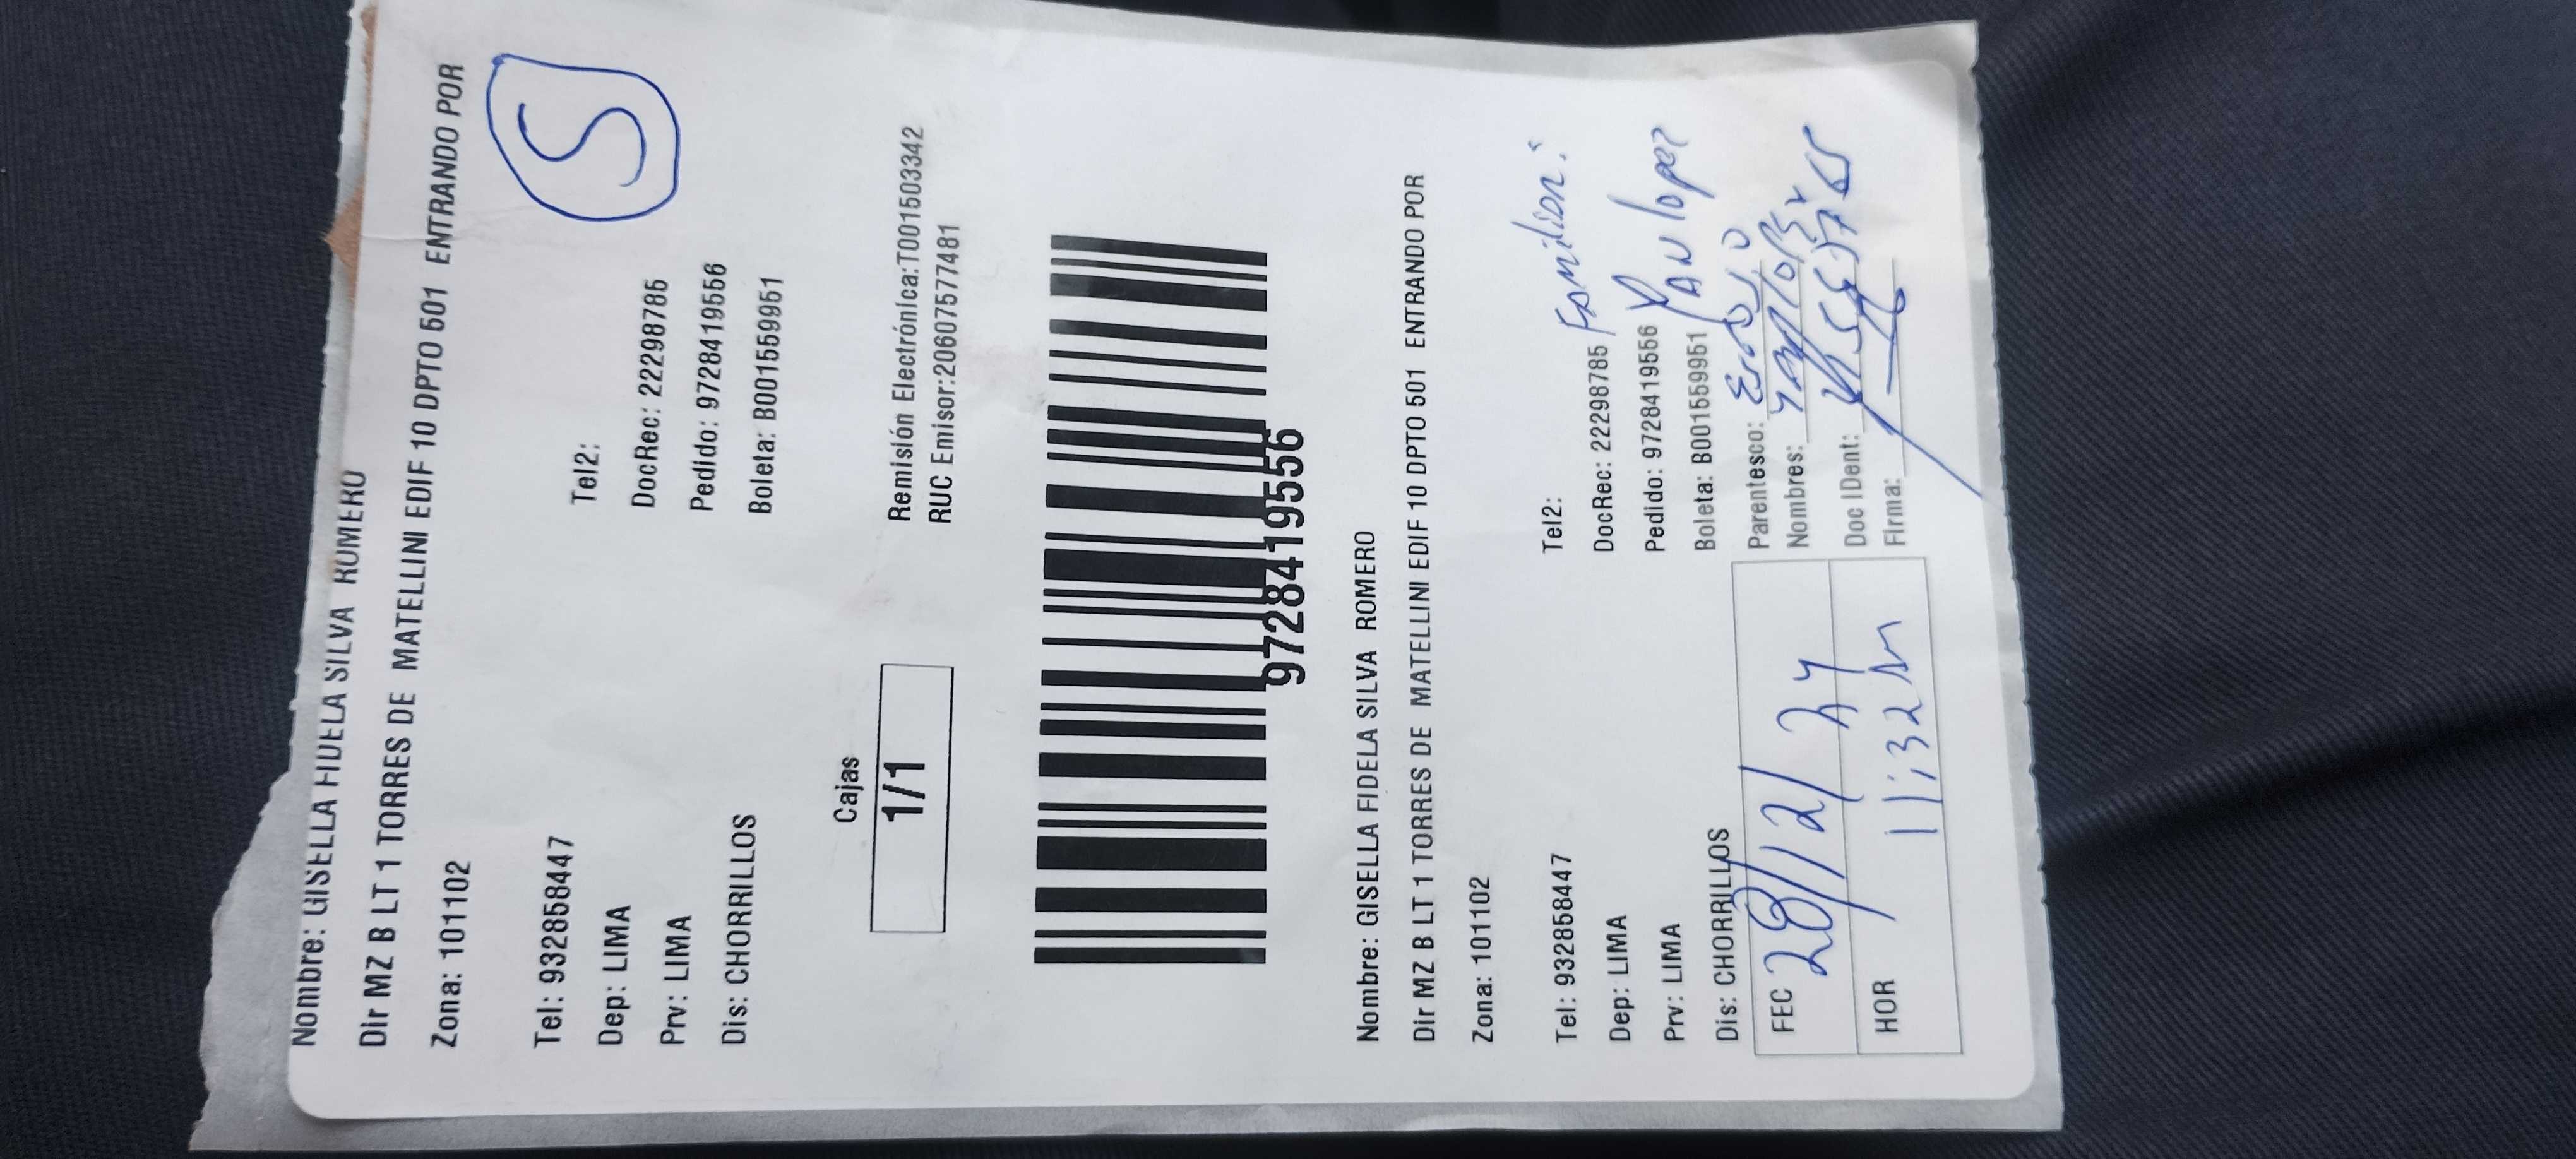 Nombre: GISELLA FIDELA SILVA ROMERO
Dir MZ B LT 1 TORRES DE MATELLINI EDIF 10 DPTO 501 ENTRANDO POR
Zona: 101102
S
Tel: 932858447 Tel2:
Dep: LIMA DocRec: 22298785
Prv: LIMA Pedido: 9728419556
Dis: CHORRILLOS Boleta: B001559951
Cajas
1/1
Remisión Electrónica:T001503342
RUC Emisor:20607577481
9728419556
Nombre: GISELLA FIDELA SILVA ROMERO
Dir MZ B LT 1 TORRES DE MATELLINI EDIF 10 DPTO 501 ENTRANDO POR
Zona: 101102
Tel: 932858447 Tel2:
Dep: LIMA DocRec: 22298785
Prv: LIMA Pedido: 9728419556
Dis: CHORRILLOS Boleta: B001559951
FEC 28/12/24 Parentesco:
Nombres:
HOR 11:32 Doc IDent:
Firma: